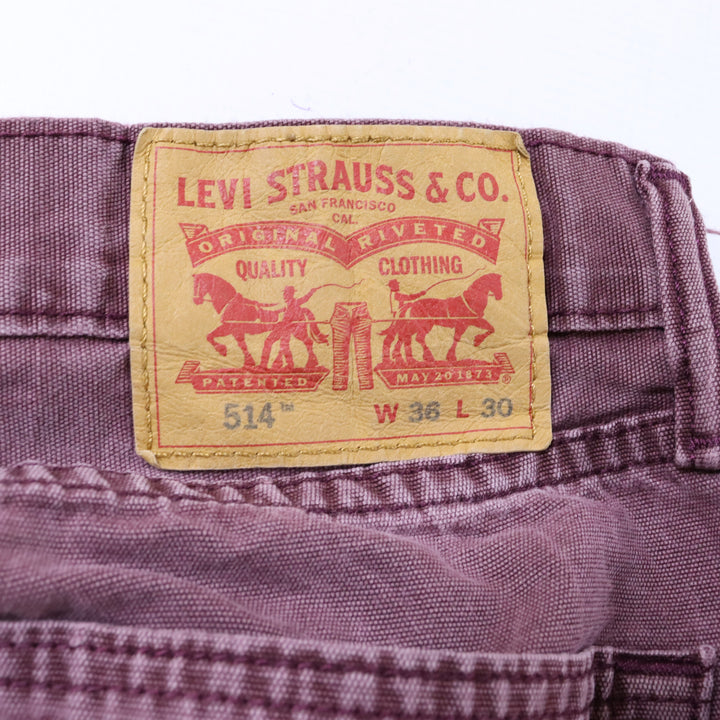 LEVI STRAUSS & CO.
SAN FRANCISCO
CAL.
ORIGINAL RIVETED
QUALITY CLOTHING
PATENTED MAY 20 1873 ®
514™ W 36 L 30